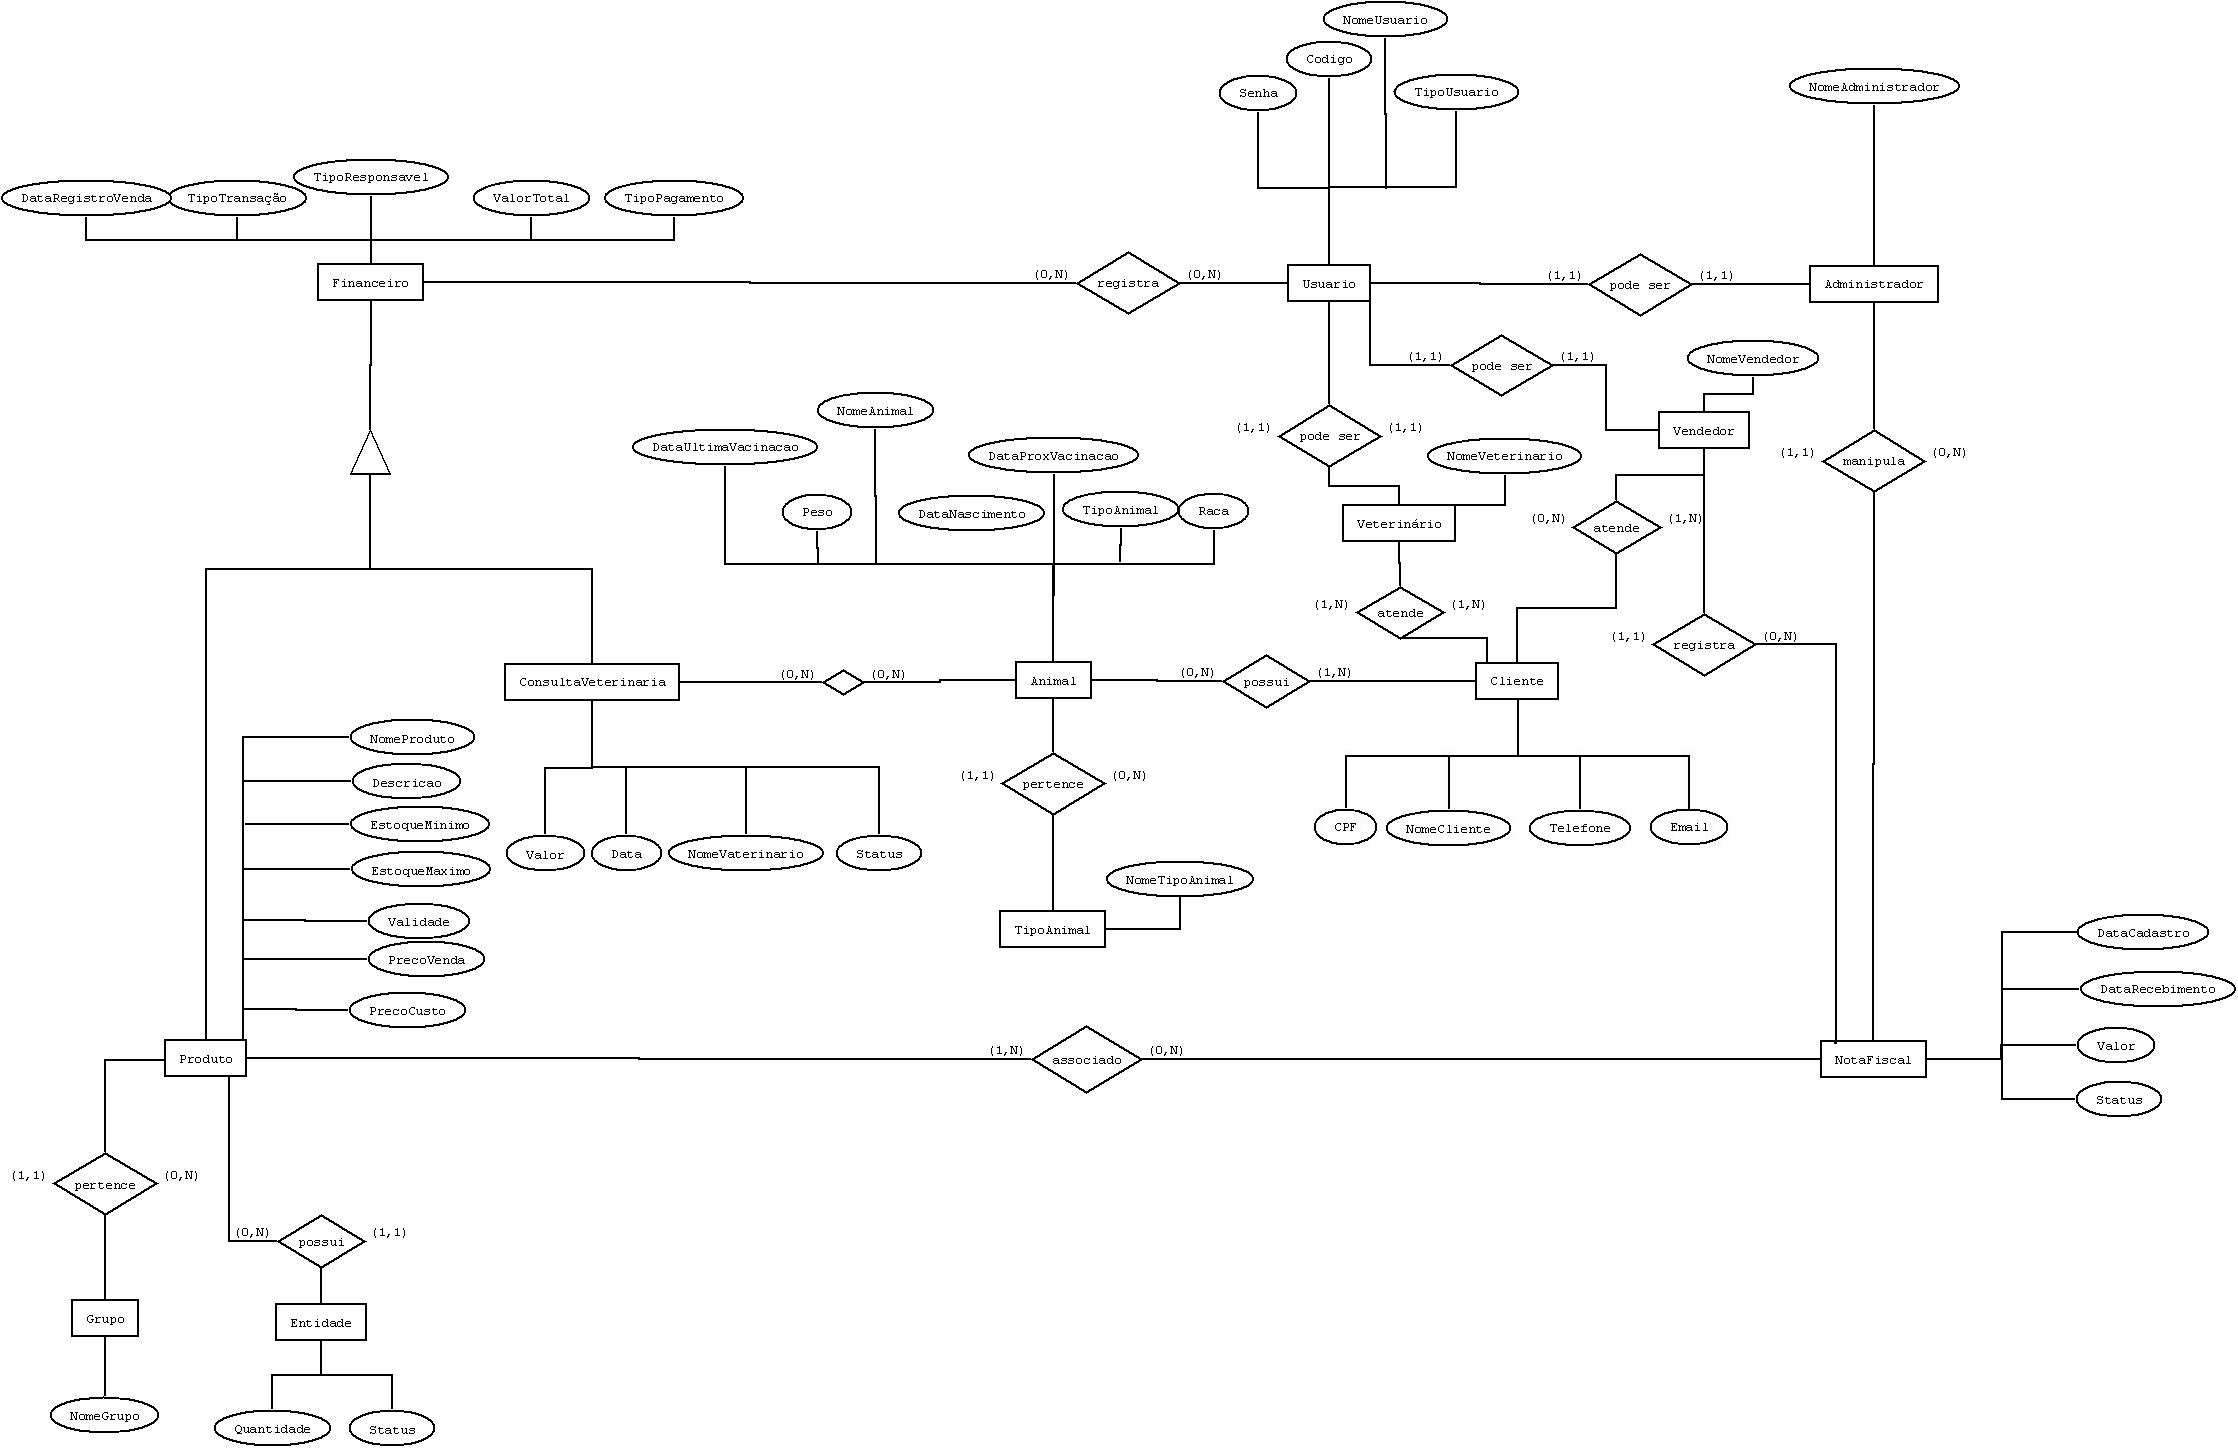 NomeUsuario
Codigo
Senha
TipoUsuario
NomeAdministrador
TipoResponsavel
DataRegistroVenda
TipoTransação
ValorTotal
TipoPagamento
Financeiro
(0,N)
registra
(0,N)
Usuario
(1,1)
pode ser
(1,1)
Administrador
(1,1)
pode ser
(1,1)
NomeVendedor
Vendedor
NomeAnimal
DataUltimaVacinacao
DataProxVacinacao
Peso
DataNascimento
TipoAnimal
Raca
(1,1)
pode ser
(1,1)
NomeVeterinario
Veterinário
(1,1)
manipula
(0,N)
(0,N)
atende
(1,N)
(1,N)
atende
(1,N)
(1,1)
registra
(0,N)
ConsultaVeterinaria
(0,N)
(0,N)
Animal
(0,N)
possui
(1,N)
Cliente
NomeProduto
Descricao
EstoqueMinimo
EstoqueMaximo
Validade
PrecoVenda
PrecoCusto
Valor
Data
NomeVaterinario
Status
(1,1)
pertence
(0,N)
CPF
NomeCliente
Telefone
Email
NomeTipoAnimal
TipoAnimal
DataCadastro
DataRecebimento
Valor
Status
Produto
(1,N)
associado
(0,N)
NotaFiscal
(1,1)
pertence
(0,N)
(0,N)
possui
(1,1)
Grupo
Entidade
NomeGrupo
Quantidade
Status